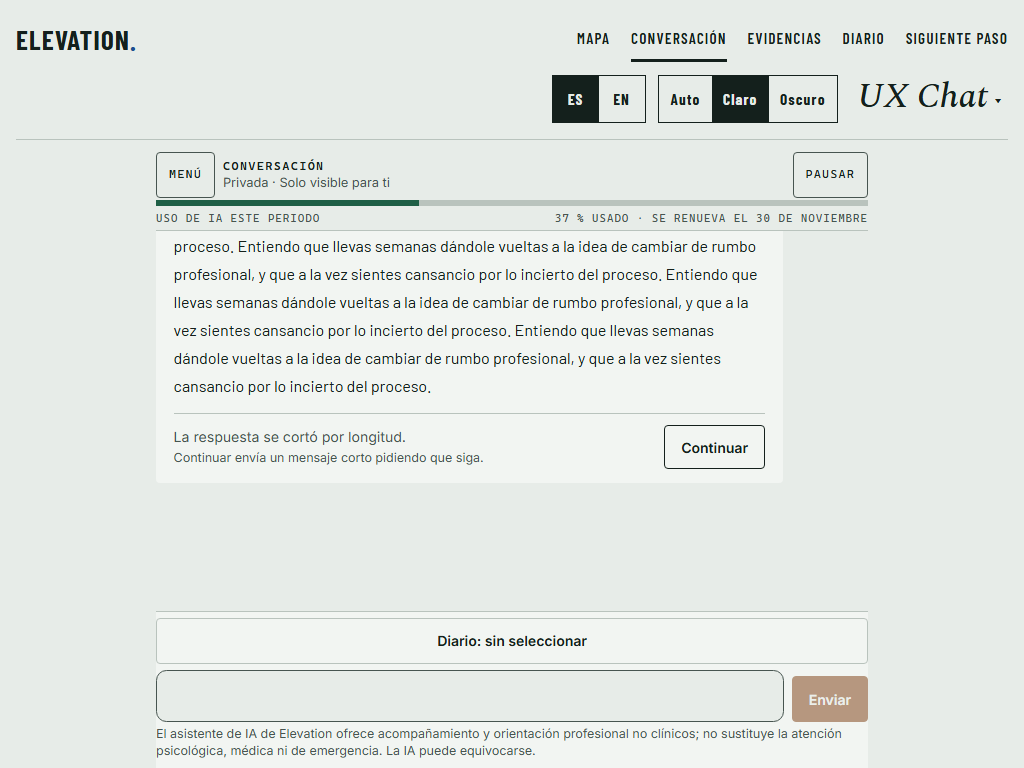 ELEVATION.
MAPA
CONVERSACIÓN
EVIDENCIAS
DIARIO
SIGUIENTE PASO
ES
EN
Auto
Claro
Oscuro
UX Chat
MENÚ
CONVERSACIÓN
Privada · Solo visible para ti
PAUSAR
USO DE IA ESTE PERIODO
37 % USADO · SE RENUEVA EL 30 DE NOVIEMBRE
proceso. Entiendo que llevas semanas dándole vueltas a la idea de cambiar de rumbo
profesional, y que a la vez sientes cansancio por lo incierto del proceso. Entiendo que
llevas semanas dándole vueltas a la idea de cambiar de rumbo profesional, y que a la
vez sientes cansancio por lo incierto del proceso. Entiendo que llevas semanas
dándole vueltas a la idea de cambiar de rumbo profesional, y que a la vez sientes
cansancio por lo incierto del proceso.
La respuesta se cortó por longitud.
Continuar envía un mensaje corto pidiendo que siga.
Continuar
Diario: sin seleccionar
Enviar
El asistente de IA de Elevation ofrece acompañamiento y orientación profesional no clínicos; no sustituye la atención
psicológica, médica ni de emergencia. La IA puede equivocarse.